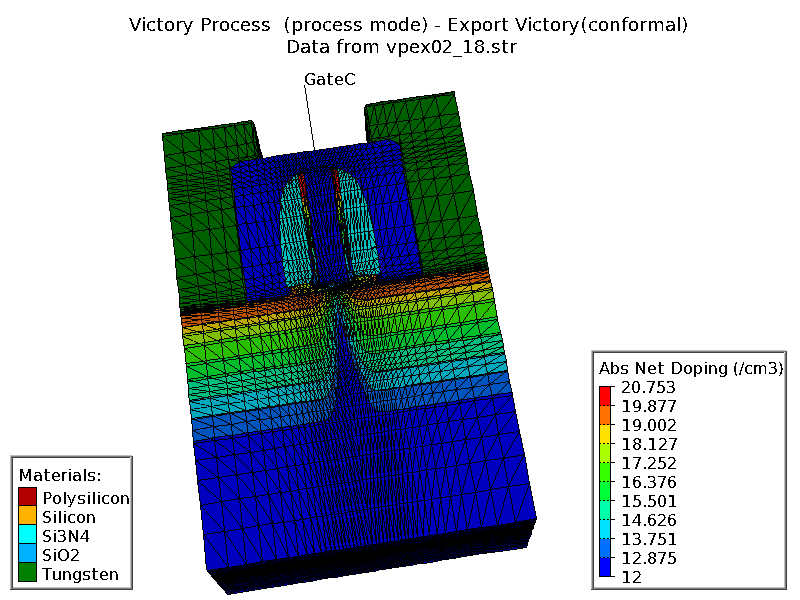 Victory Process  (process mode) - Export Victory(conformal)
Data from vpex02_18.str
GateC
Abs Net Doping (/cm3)
20.753
19.877
19.002
18.127
17.252
16.376
15.501
14.626
13.751
12.875
12
Materials:
Polysilicon
Silicon
Si3N4
SiO2
Tungsten